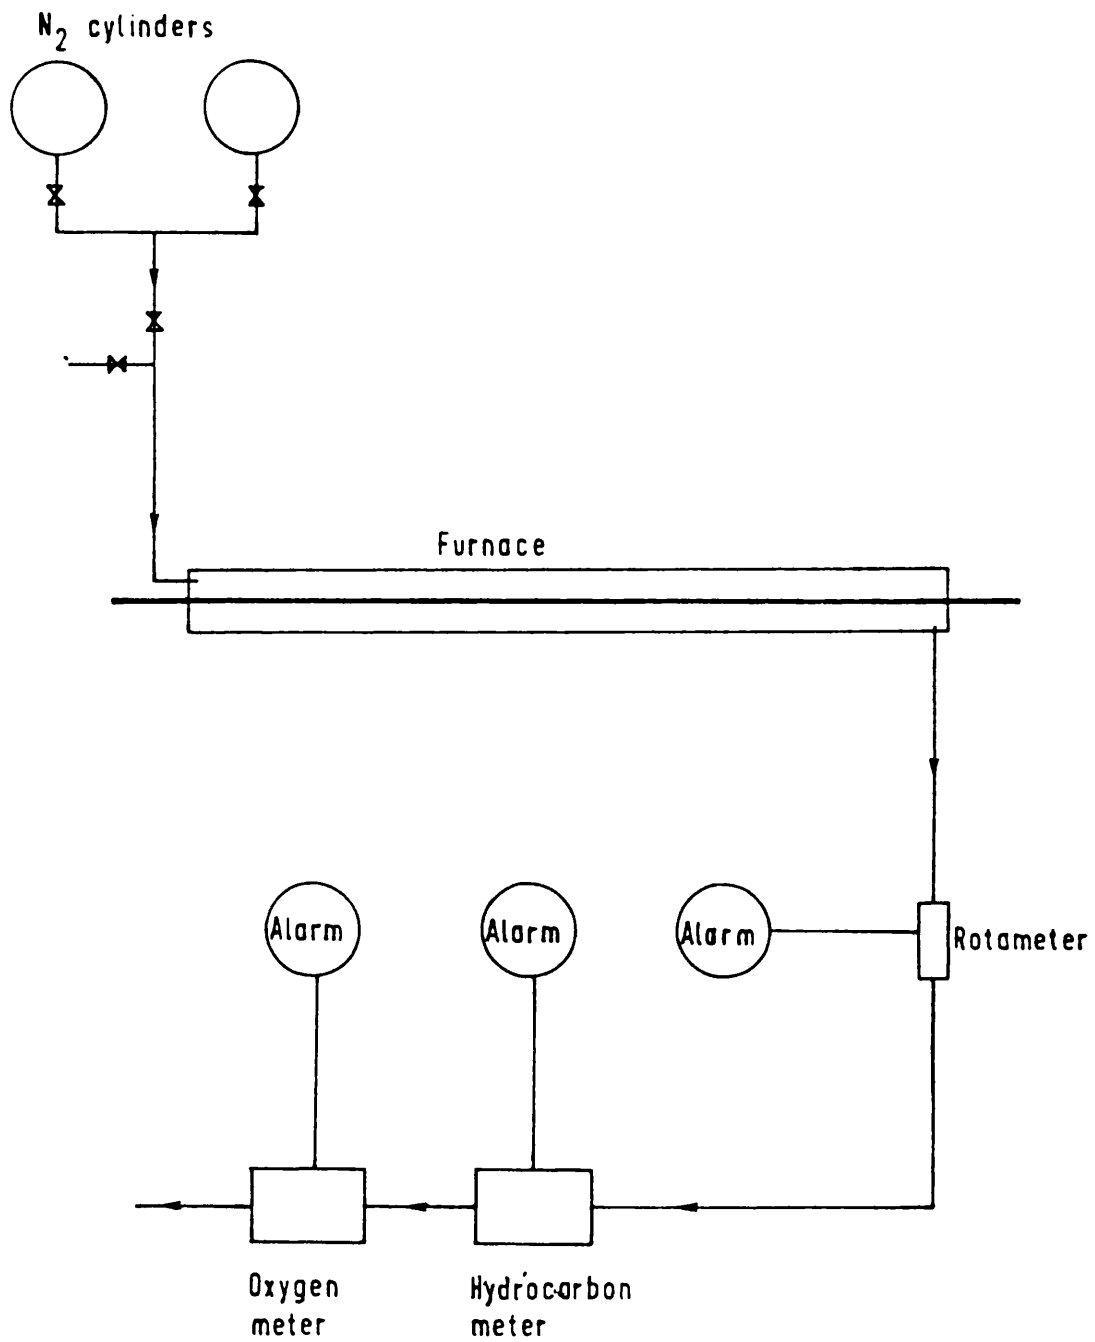 N2 cylinders
Furnace
Alarm
Alarm
Alarm
Rotameter
Oxygen
meter
Hydrocarbon
meter